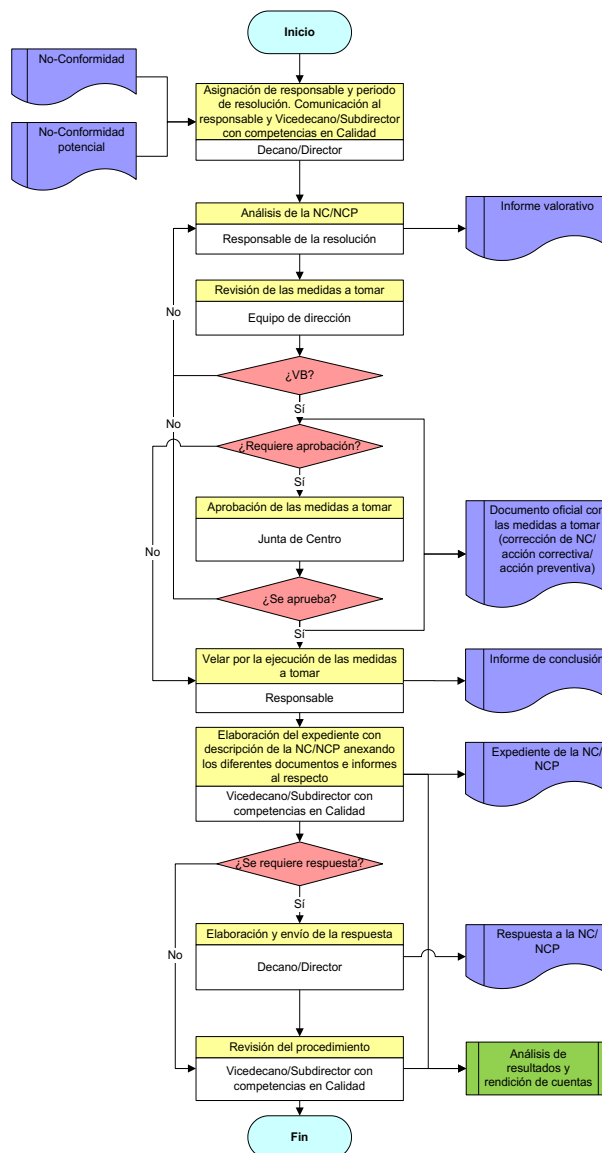 Inicio
No-Conformidad
Asignación de responsable y periodo
de resolución. Comunicación al
responsable y Vicedecano/Subdirector
con competencias en Calidad
Decano/Director
No-Conformidad
potencial
Análisis de la NC/NCP
Responsable de la resolución
Informe valorativo
Revisión de las medidas a tomar
Equipo de dirección
No
¿VB?
Sí
No
¿Requiere aprobación?
Sí
Aprobación de las medidas a tomar
Junta de Centro
Documento oficial con
las medidas a tomar
(corrección de NC/
acción correctiva/
acción preventiva)
No
¿Se aprueba?
Sí
Velar por la ejecución de las medidas
a tomar
Responsable
Informe de conclusión
Elaboración del expediente con
descripción de la NC/NCP anexando
los diferentes documentos e informes
al respecto
Vicedecano/Subdirector con
competencias en Calidad
Expediente de la NC/
NCP
¿Se requiere respuesta?
Sí
Elaboración y envío de la respuesta
Decano/Director
Respuesta a la NC/
NCP
No
Revisión del procedimiento
Vicedecano/Subdirector con
competencias en Calidad
Análisis de
resultados y
rendición de cuentas
Fin